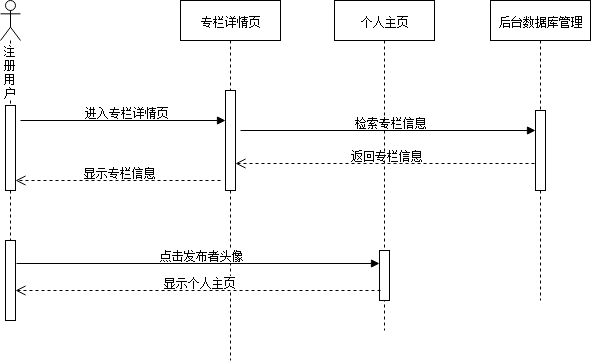 专栏详情页
个人主页
后台数据库管理
注册用户
进入专栏详情页
检索专栏信息
返回专栏信息
显示专栏信息
点击发布者头像
显示个人主页